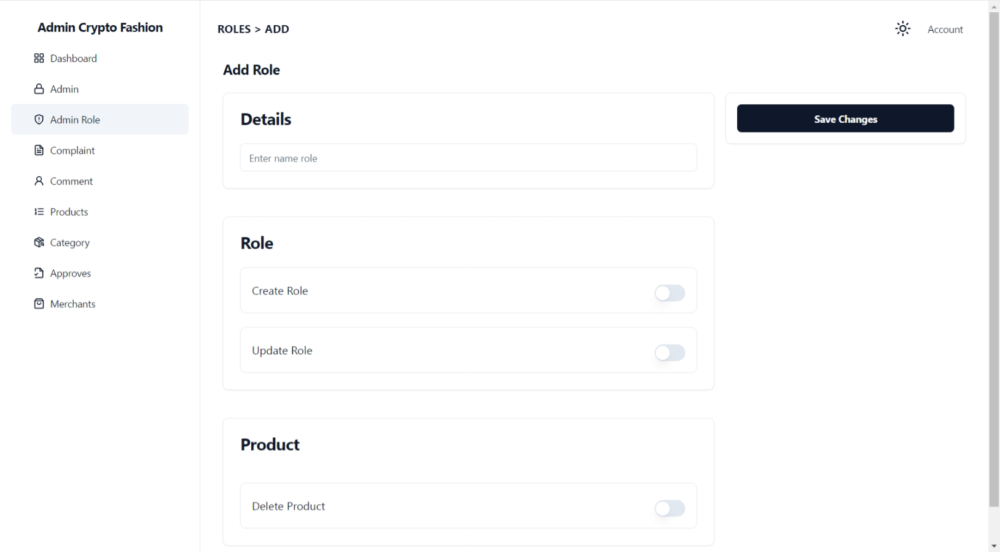 Admin Crypto Fashion
Dashboard
Admin
Admin Role
Complaint
Comment
Products
Category
Approves
Merchants
ROLES > ADD
Account
Add Role
Details
Enter name role
Save Changes
Role
Create Role
Update Role
Product
Delete Product